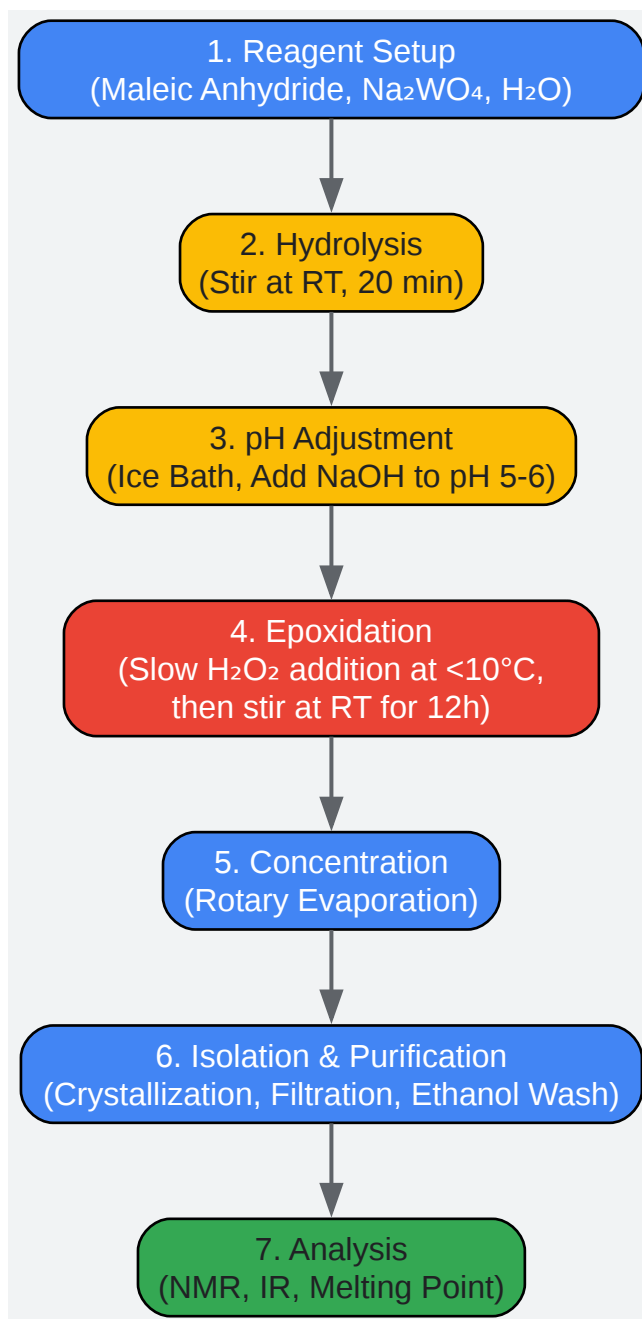 1. Reagent Setup
(Maleic Anhydride, Na₂WO₄, H₂O)
2. Hydrolysis
(Stir at RT, 20 min)
3. pH Adjustment
(Ice Bath, Add NaOH to pH 5-6)
4. Epoxidation
(Slow H₂O₂ addition at <10°C,
then stir at RT for 12h)
5. Concentration
(Rotary Evaporation)
6. Isolation & Purification
(Crystallization, Filtration, Ethanol Wash)
7. Analysis
(NMR, IR, Melting Point)